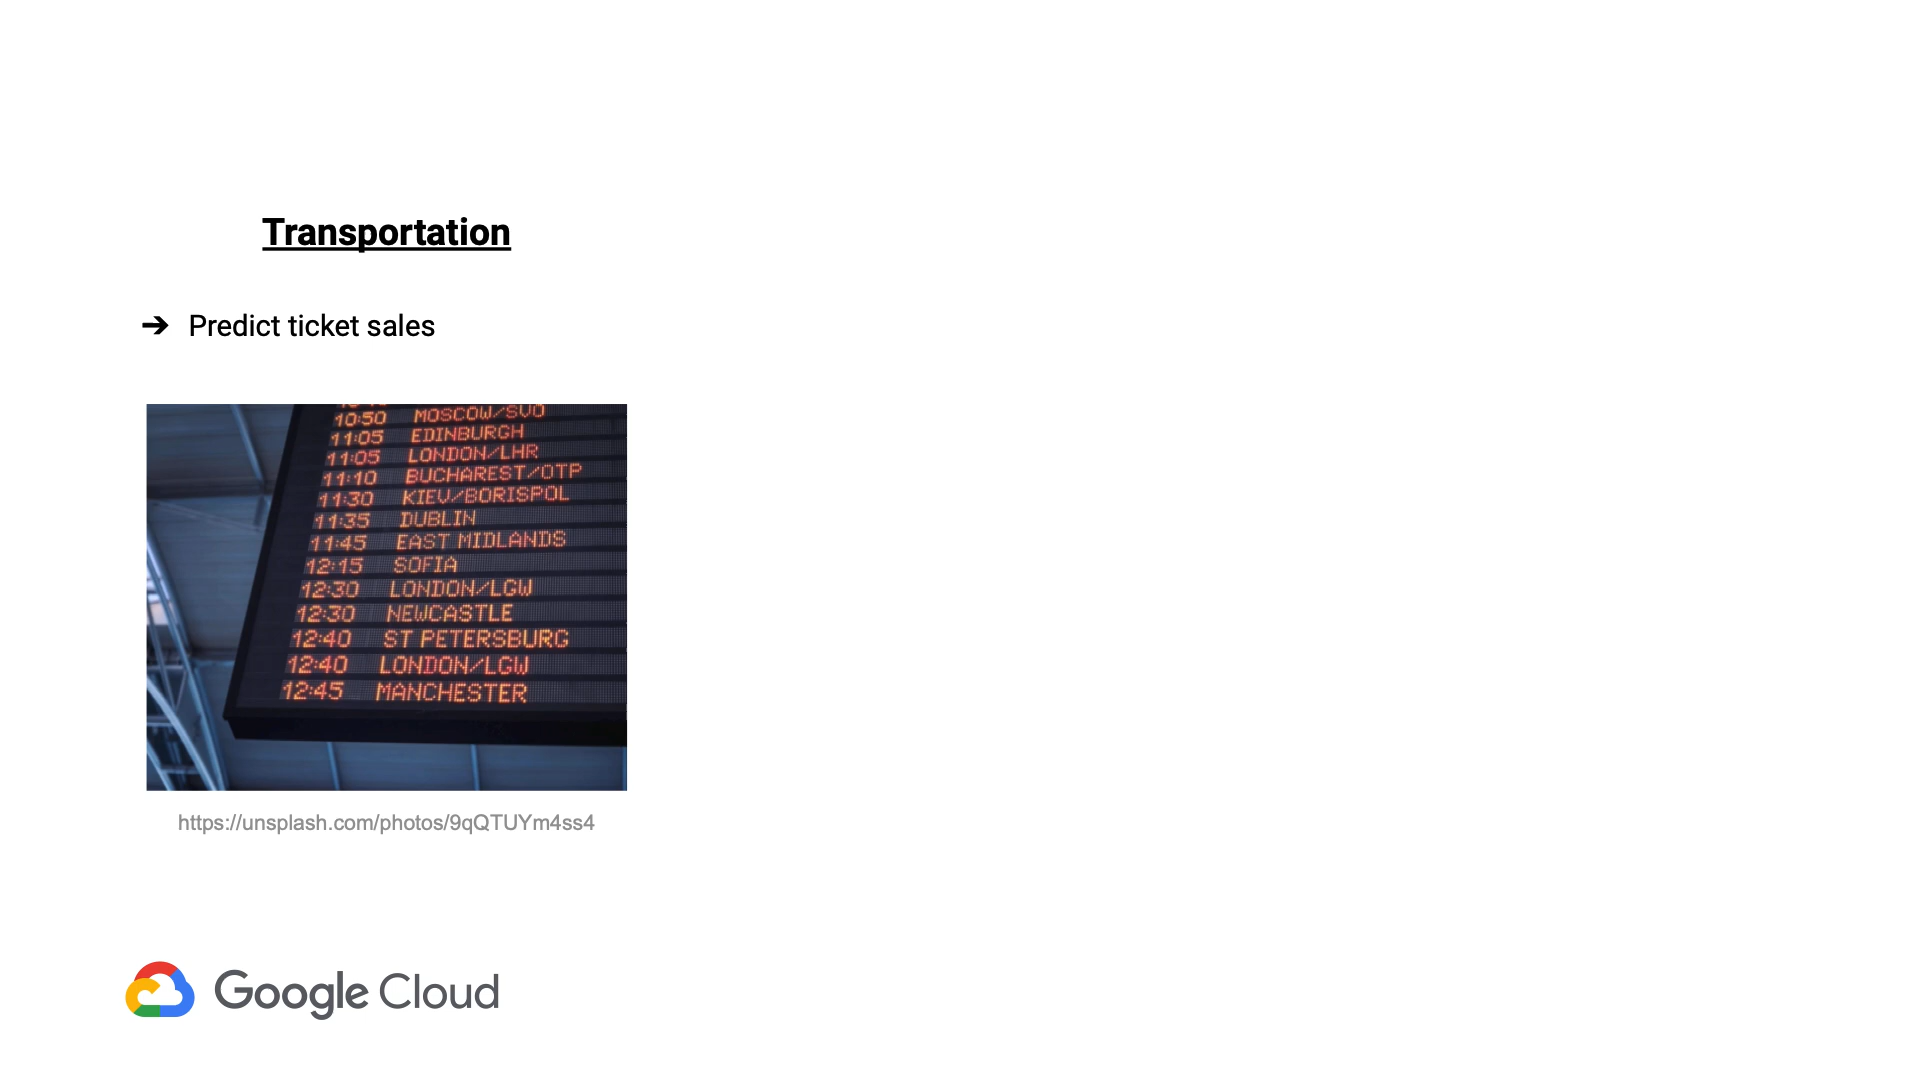 Transportation
➔ Predict ticket sales
10:50 MOSCOW/SVO
11:05 EDINBURGH
11:05 LONDON/LHR
11:10 BUCHAREST/OTP
11:30 KIEV/BORISPOL
11:35 DUBLIN
11:45 EAST MIDLANDS
12:15 SOFIA
12:30 LONDON/LGW
12:30 NEWCASTLE
12:40 ST PETERSBURG
12:40 LONDON/LGW
12:45 MANCHESTER
https://unsplash.com/photos/9qQTUYm4ss4
Google Cloud